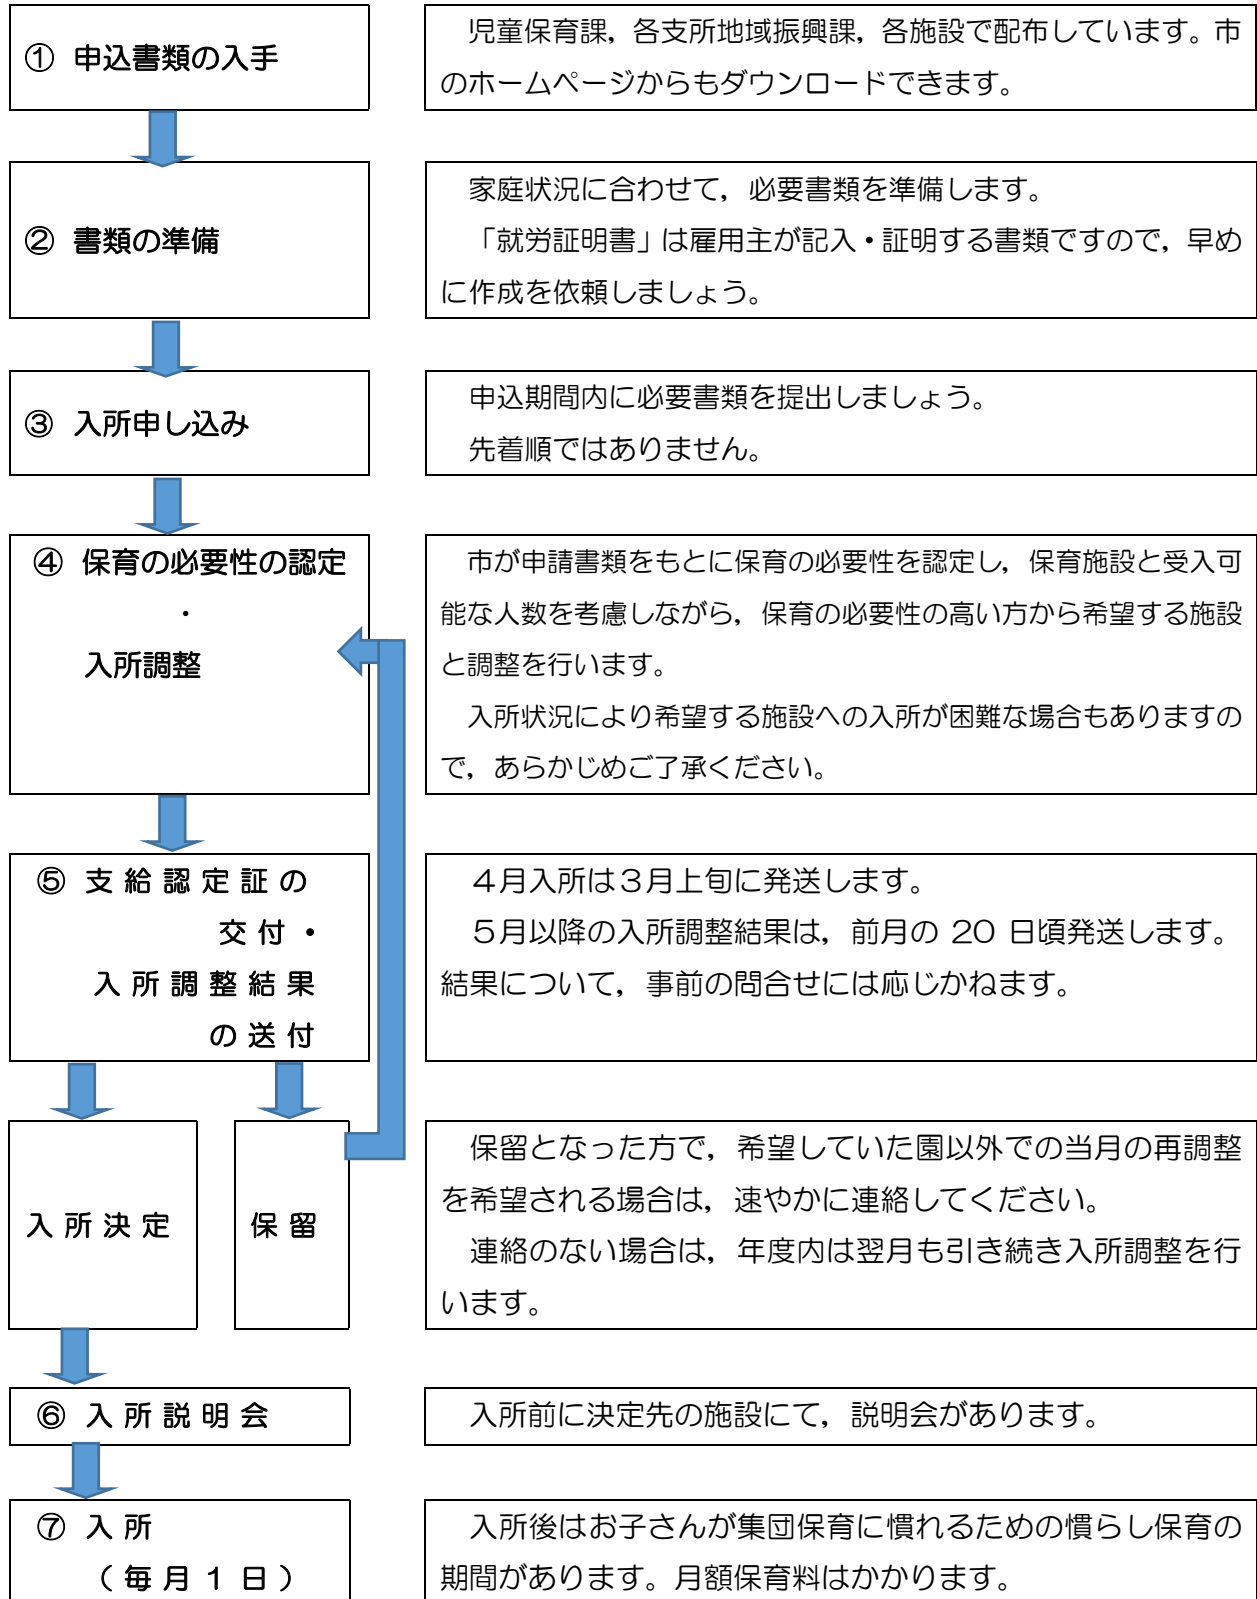 ① 申込書類の入手
児童保育課，各支所地域振興課，各施設で配布しています。市
のホームページからもダウンロードできます。
② 書類の準備
家庭状況に合わせて，必要書類を準備します。
「就労証明書」は雇用主が記入・証明する書類ですので，早め
に作成を依頼しましょう。
③ 入所申し込み
申込期間内に必要書類を提出しましょう。
先着順ではありません。
④ 保育の必要性の認定
・
入所調整
市が申請書類をもとに保育の必要性を認定し，保育施設と受入可
能な人数を考慮しながら，保育の必要性の高い方から希望する施設
と調整を行います。
入所状況により希望する施設への入所が困難な場合もありますの
で，あらかじめご了承ください。
⑤ 支給認定証の
交付・
入所調整結果
の送付
４月入所は３月上旬に発送します。
５月以降の入所調整結果は，前月の 20 日頃発送します。
結果について，事前の問合せには応じかねます。
入所決定
保留
保留となった方で，希望していた園以外での当月の再調整
を希望される場合は，速やかに連絡してください。
連絡のない場合は，年度内は翌月も引き続き入所調整を行
います。
⑥ 入所説明会
入所前に決定先の施設にて，説明会があります。
⑦ 入所
（毎月１日）
入所後はお子さんが集団保育に慣れるための慣らし保育の
期間があります。月額保育料はかかります。